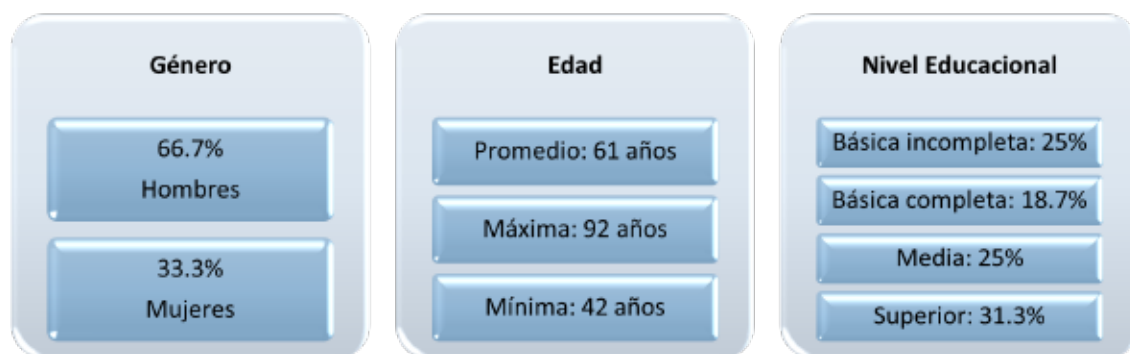 Género
66.7%
Hombres
33.3%
Mujeres
Edad
Promedio: 61 años
Máxima: 92 años
Mínima: 42 años
Nivel Educacional
Básica incompleta: 25%
Básica completa: 18.7%
Media: 25%
Superior: 31.3%